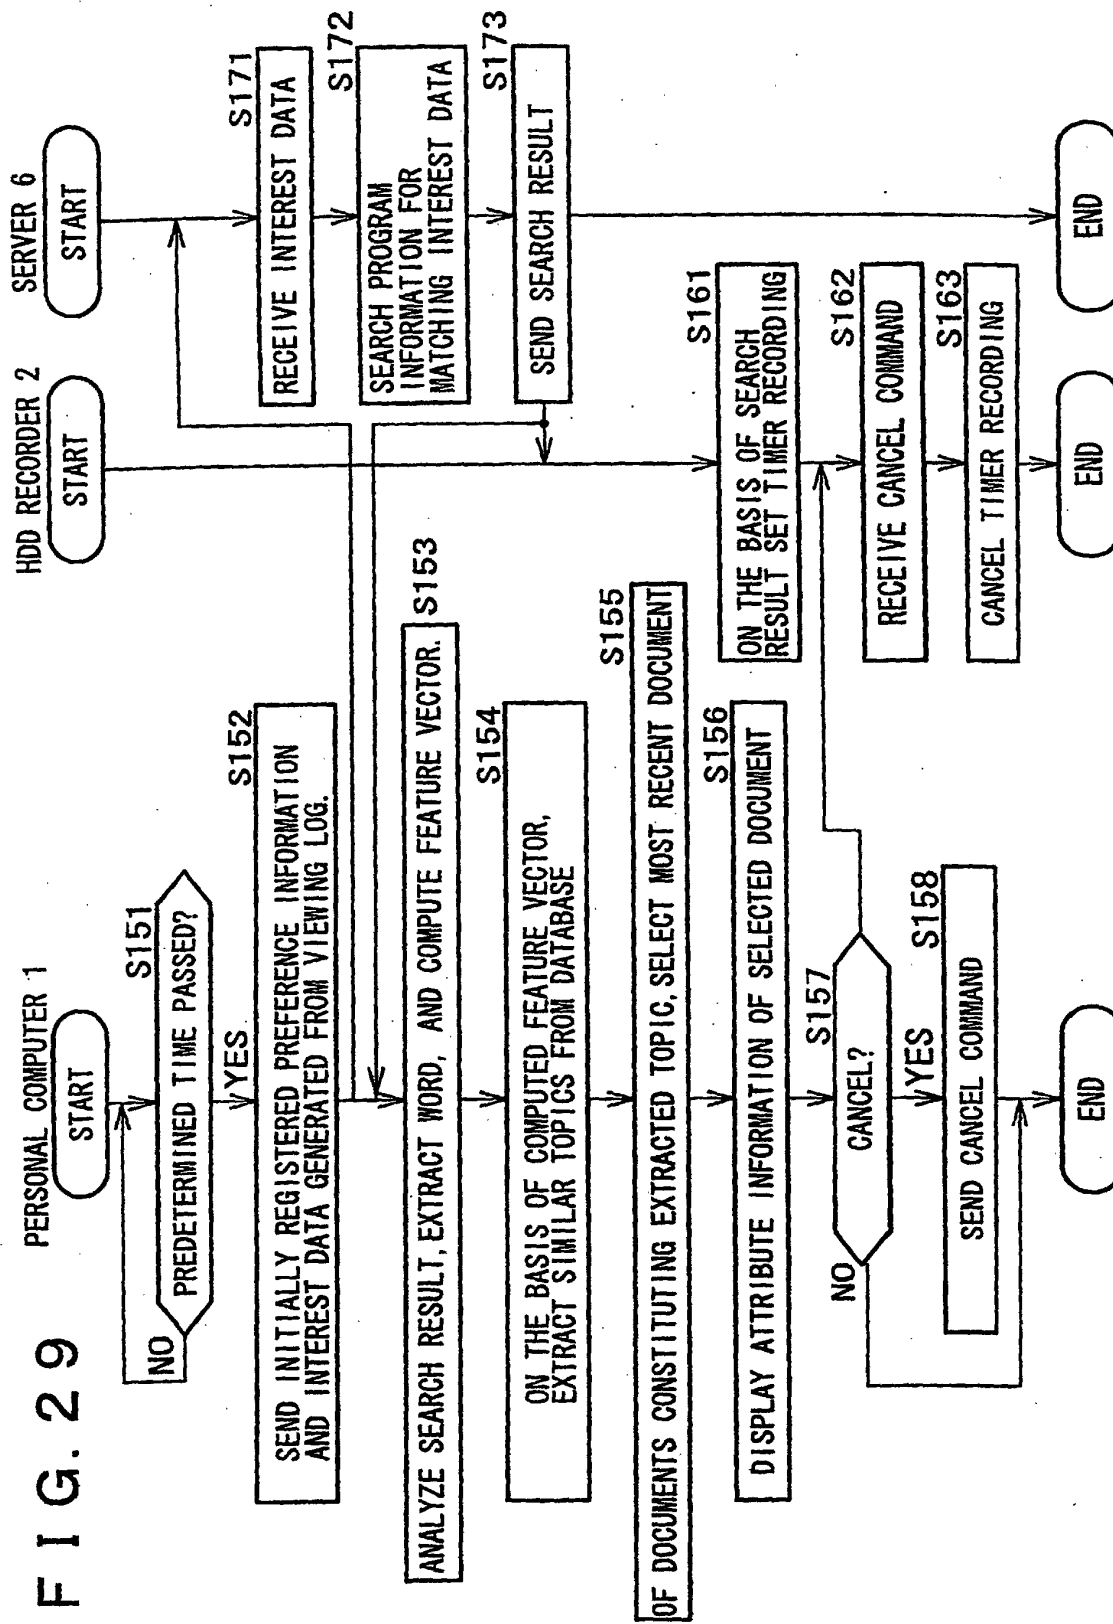 FIG.29
PERSONAL COMPUTER 1
START
S151
PREDETERMINED TIME PASSED?
NO
YES
S152
SEND INITIALLY REGISTERED PREFERENCE INFORMATION
AND INTEREST DATA GENERATED FROM VIEWING LOG.
S153
ANALYZE SEARCH RESULT, EXTRACT WORD, AND COMPUTE FEATURE VECTOR.
S154
ON THE BASIS OF COMPUTED FEATURE VECTOR,
EXTRACT SIMILAR TOPICS FROM DATABASE
S155
OF DOCUMENTS CONSTITUTING EXTRACTED TOPIC, SELECT MOST RECENT DOCUMENT
S156
DISPLAY ATTRIBUTE INFORMATION OF SELECTED DOCUMENT
S157
CANCEL?
NO
YES
S158
SEND CANCEL COMMAND
END
HDD RECORDER 2
START
S161
ON THE BASIS OF SEARCH
RESULT SET TIMER RECORDING
S162
RECEIVE CANCEL COMMAND
S163
CANCEL TIMER RECORDING
END
SERVER 6
START
S171
RECEIVE INTEREST DATA
S172
SEARCH PROGRAM
INFORMATION FOR
MATCHING INTEREST DATA
S173
SEND SEARCH RESULT
END